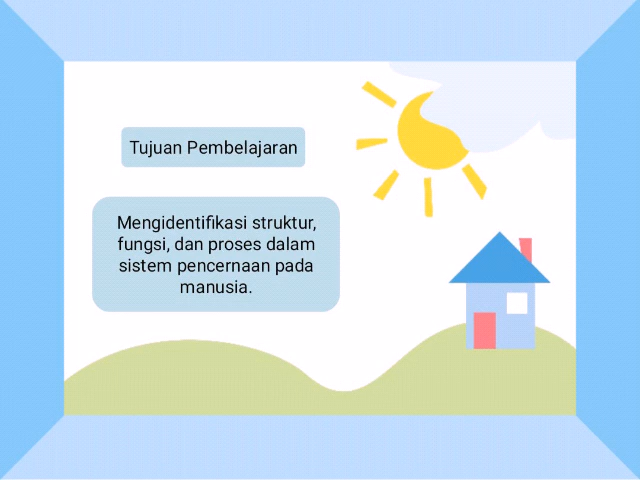 Tujuan Pembelajaran
Mengidentifikasi struktur,
fungsi, dan proses dalam
sistem pencernaan pada
manusia.